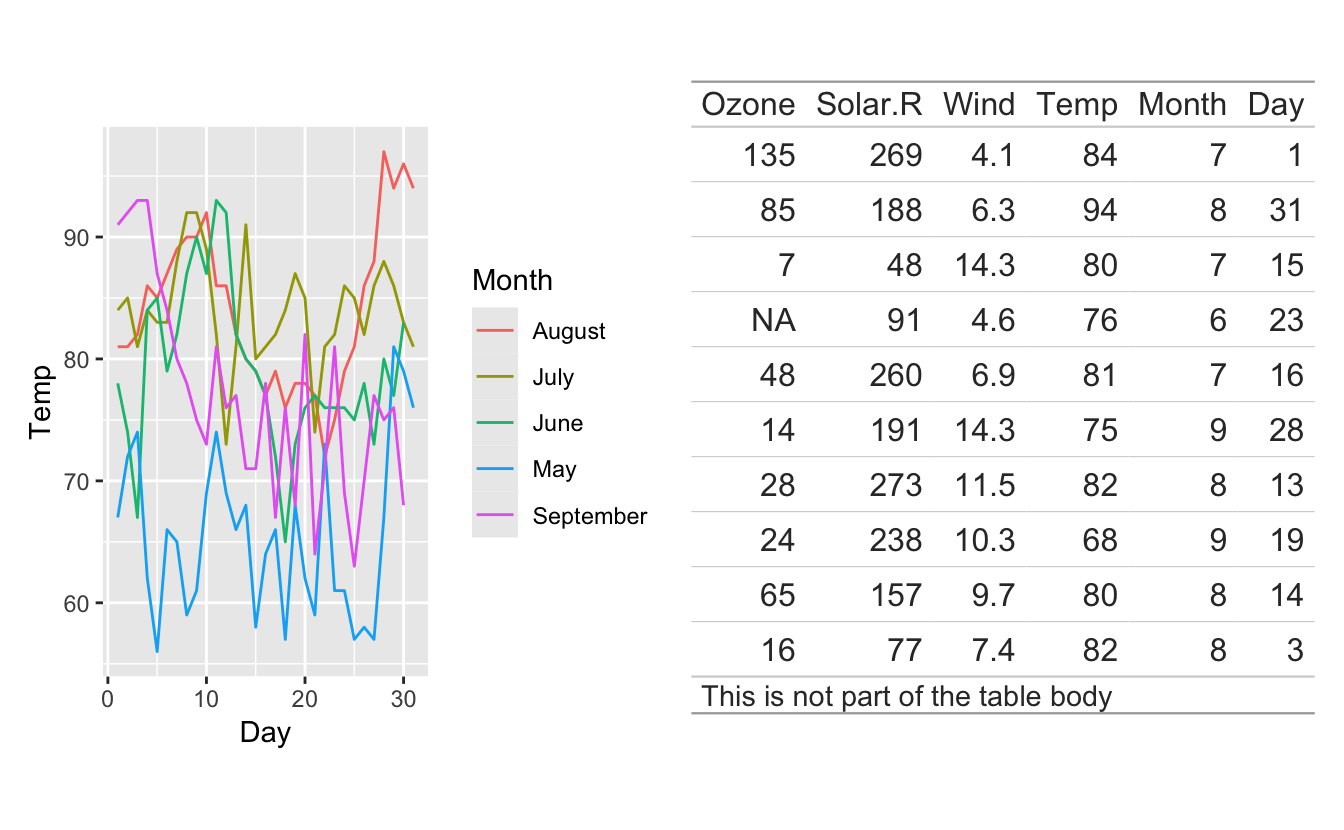 Temp
90
80
70
60
0 10 20 30
Day
Month
August
July
June
May
September
Ozone Solar.R Wind Temp Month Day
135 269 4.1 84 7 1
85 188 6.3 94 8 31
7 48 14.3 80 7 15
NA 91 4.6 76 6 23
48 260 6.9 81 7 16
14 191 14.3 75 9 28
28 273 11.5 82 8 13
24 238 10.3 68 9 19
65 157 9.7 80 8 14
16 77 7.4 82 8 3
This is not part of the table body